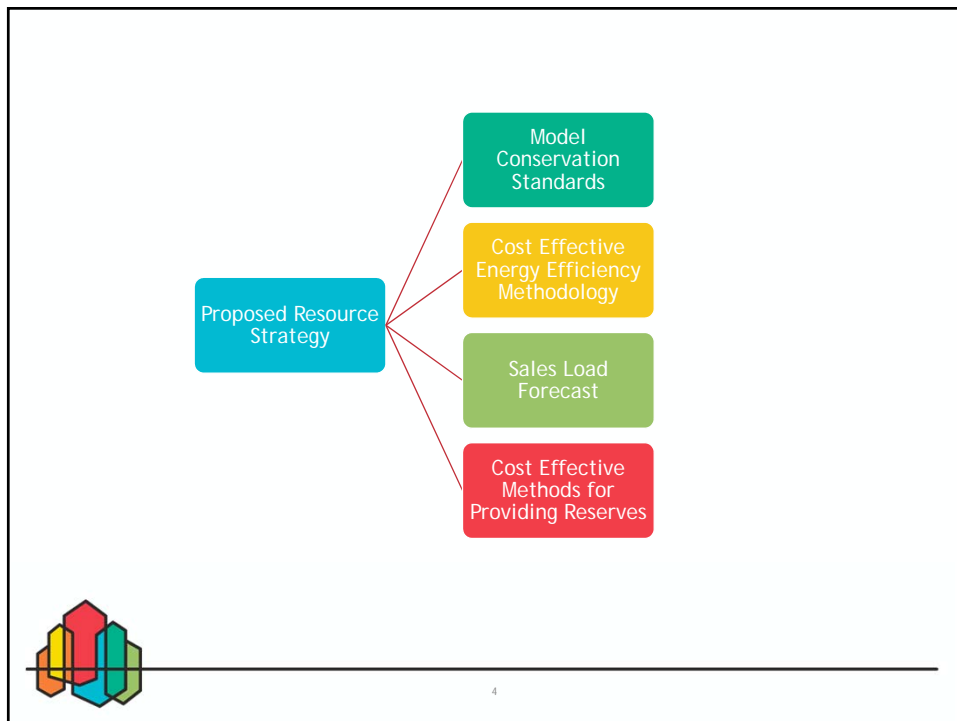 Proposed Resource
Strategy
Model
Conservation
Standards
Cost Effective
Energy Efficiency
Methodology
Sales Load
Forecast
Cost Effective
Methods for
Providing Reserves
4